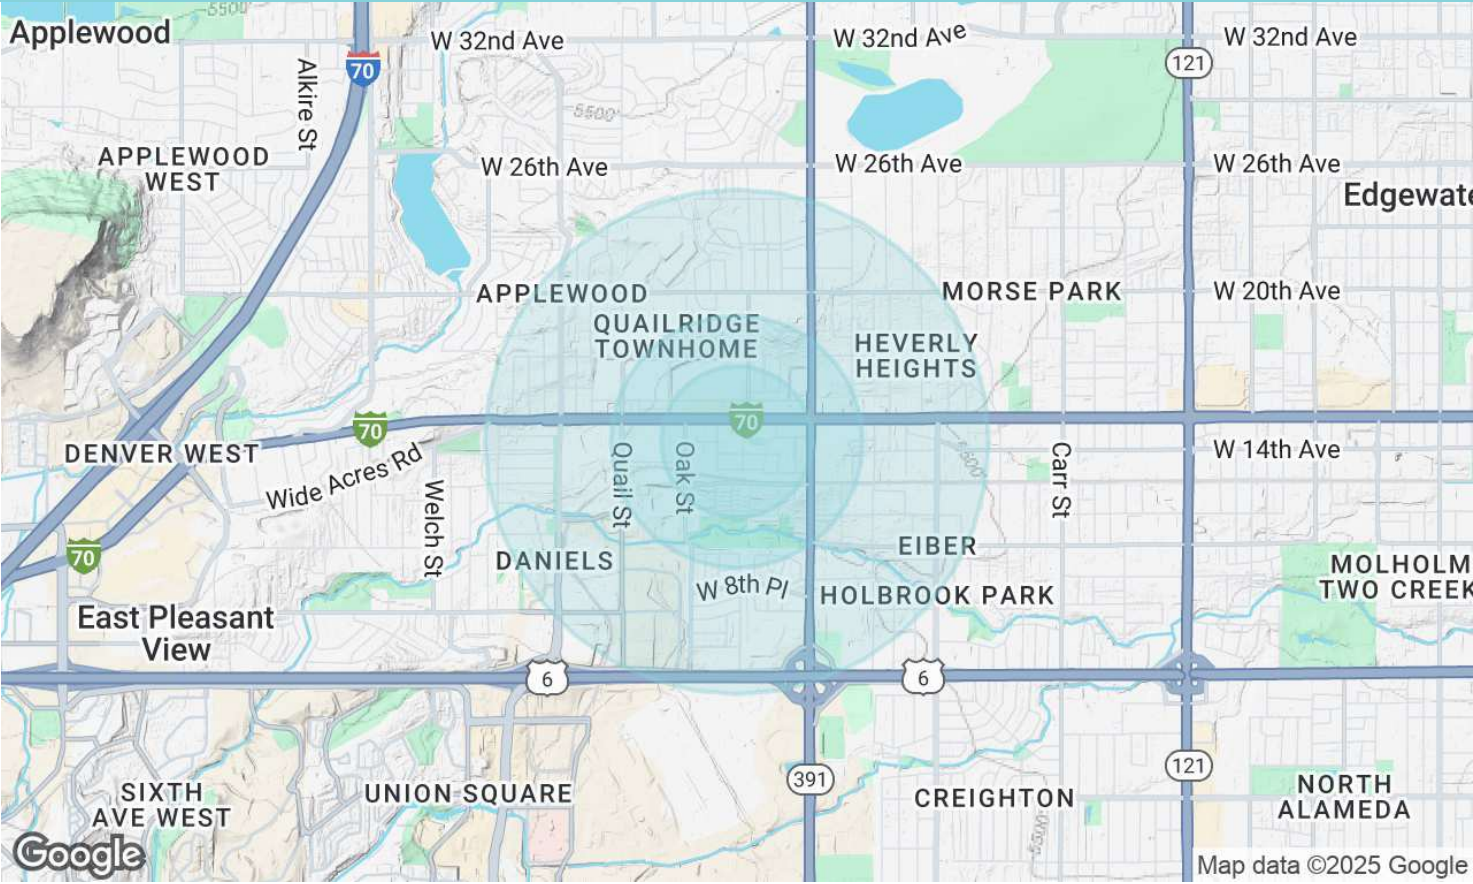 5500
Applewood
70
W 32nd Ave
W 32nd Ave
W 32nd Ave
121
Alkire St
5500'
APPLEWOOD
WEST
W 26th Ave
W 26th Ave
W 26th Ave
Edgewate
APPLEWOOD
MORSE PARK
W 20th Ave
QUAILRIDGE
TOWNHOME
HEVERLY
HEIGHTS
70
70
DENVER WEST
Wide Acres Rd
Welch St
Quail St
Oak St
5500'
Carr St
W 14th Ave
70
DANIELS
EIBER
W 8th Pl
HOLBROOK PARK
MOLHOLM
TWO CREEK
East Pleasant
View
6
6
391
121
SIXTH
AVE WEST
UNION SQUARE
CREIGHTON
NORTH
ALAMEDA
Google
Map data ©2025 Google